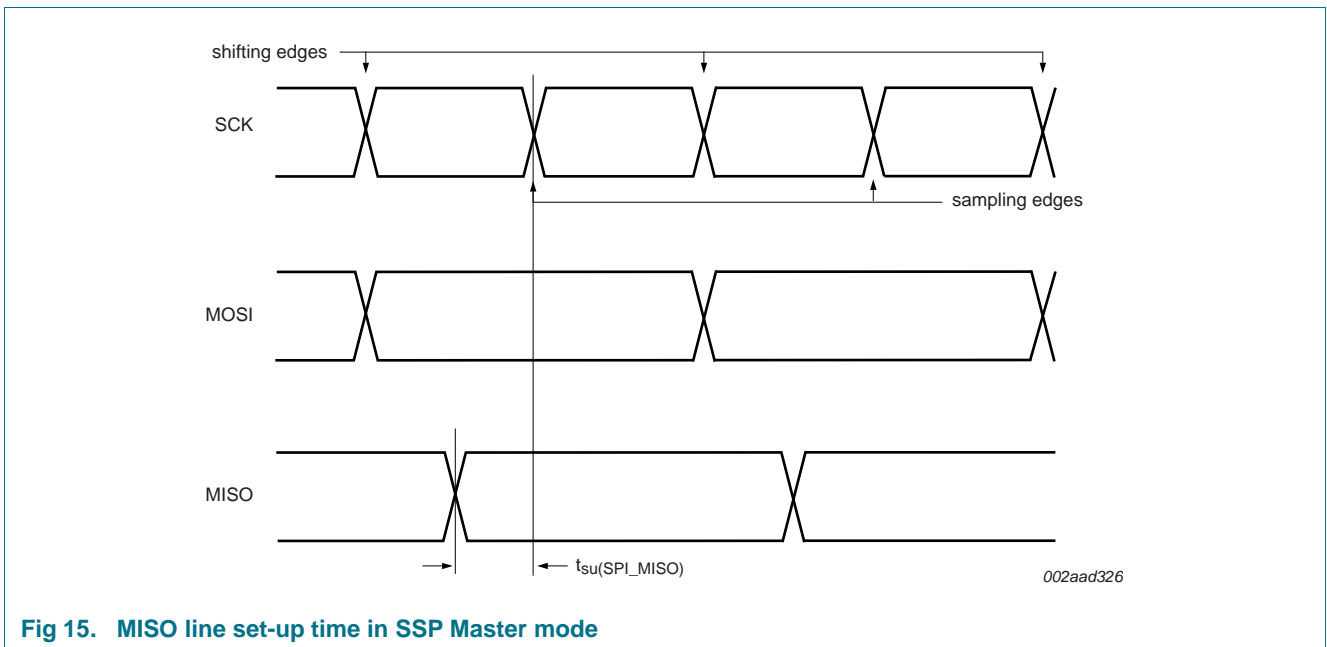 shifting edges
SCK
sampling edges
MOSI
MISO
tsu(SPI_MISO)
002aad326
Fig 15. MISO line set-up time in SSP Master mode